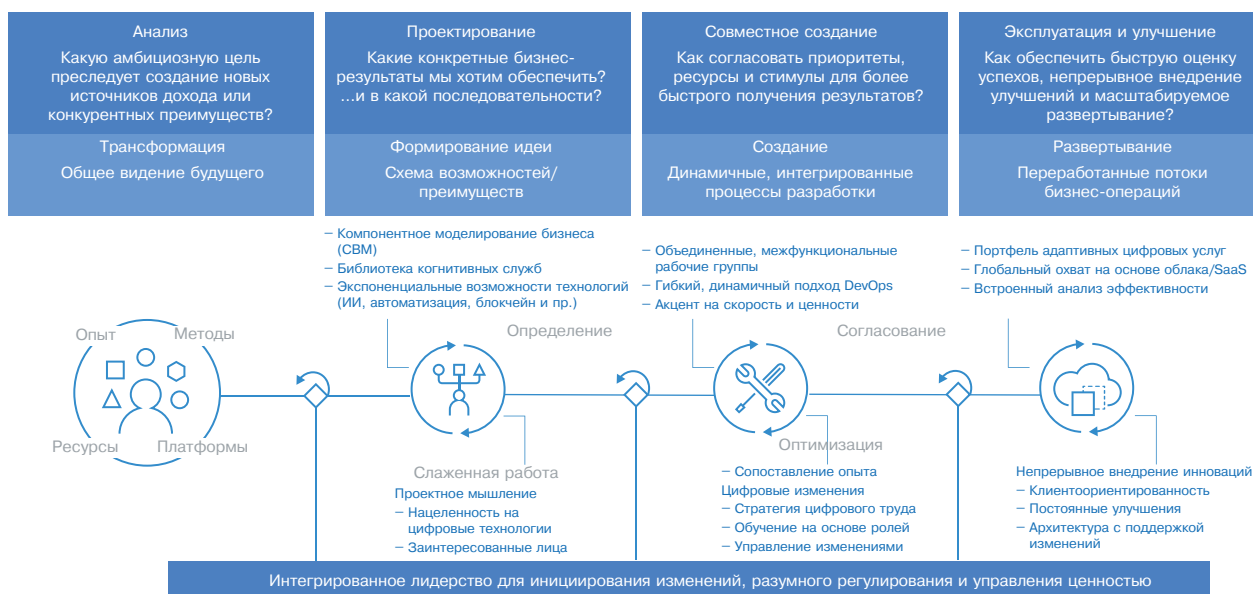 Анализ
Какую амбициозную цель
преследует создание новых
источников дохода или
конкурентных преимуществ?
Трансформация
Общее видение будущего
Проектирование
Какие конкретные бизнес-
результаты мы хотим обеспечить?
...и в какой последовательности?
Формирование идеи
Схема возможностей/
преимуществ
Совместное создание
Как согласовать приоритеты,
ресурсы и стимулы для более
быстрого получения результатов?
Создание
Динамичные, интегрированные
процессы разработки
Эксплуатация и улучшение
Как обеспечить быструю оценку
успехов, непрерывное внедрение
улучшений и масштабируемое
развертывание?
Развертывание
Переработанные потоки
бизнес-операций
– Компонентное моделирование бизнеса
(CBM)
– Библиотека когнитивных служб
– Экспоненциальные возможности технологий
(ИИ, автоматизация, блокчейн и пр.)
– Объединенные, межфункциональные
рабочие группы
– Гибкий, динамичный подход DevOps
– Акцент на скорость и ценности
– Портфель адаптивных цифровых услуг
– Глобальный охват на основе облака/SaaS
– Встроенный анализ эффективности
Опыт
Методы
Ресурсы
Платформы
Определение
Согласование
Слаженная работа
Проектное мышление
– Нацеленность на
цифровые технологии
– Заинтересованные лица
Оптимизация
– Сопоставление опыта
Цифровые изменения
– Стратегия цифрового труда
– Обучение на основе ролей
– Управление изменениями
Непрерывное внедрение инноваций
– Клиентоориентированность
– Постоянные улучшения
– Архитектура с поддержкой
изменений
Интегрированное лидерство для инициирования изменений, разумного регулирования и управления ценностью